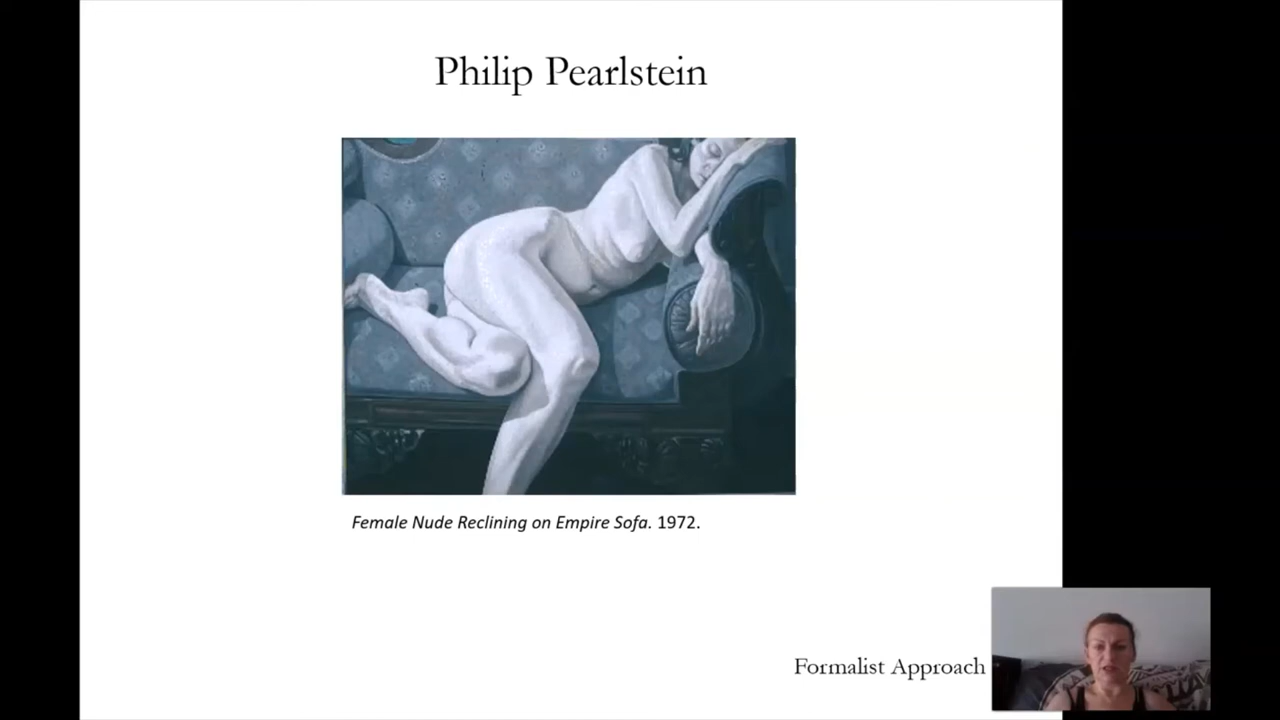 Philip Pearlstein
Female Nude Reclining on Empire Sofa. 1972.
Formalist Approach